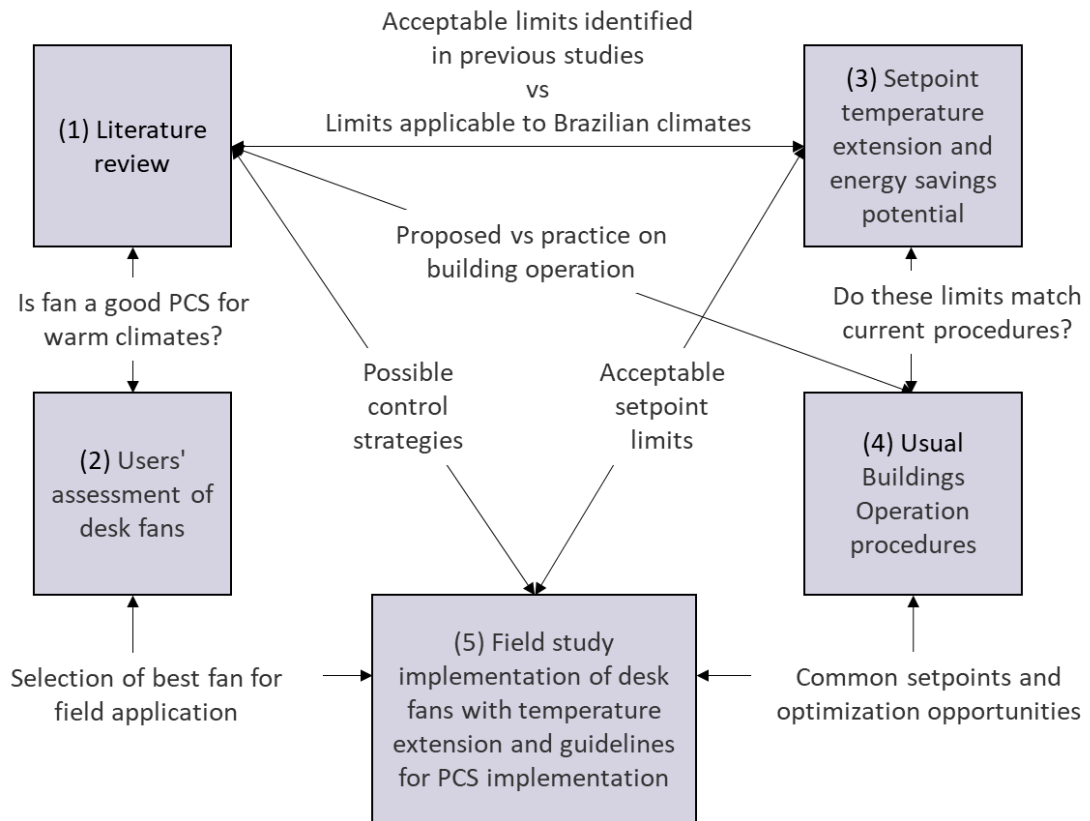 Acceptable limits identified
in previous studies
vs
Limits applicable to Brazilian climates
(1) Literature
review
(3) Setpoint
temperature
extension and
energy savings
potential
Proposed vs practice on
building operation
Is fan a good PCS for
warm climates?
Do these limits match
current procedures?
Possible
control
strategies
Acceptable
setpoint
limits
(2) Users'
assessment of
desk fans
(4) Usual
Buildings
Operation
procedures
(5) Field study
implementation of desk
fans with temperature
extension and guidelines
for PCS implementation
Selection of best fan for
field application
Common setpoints and
optimization opportunities